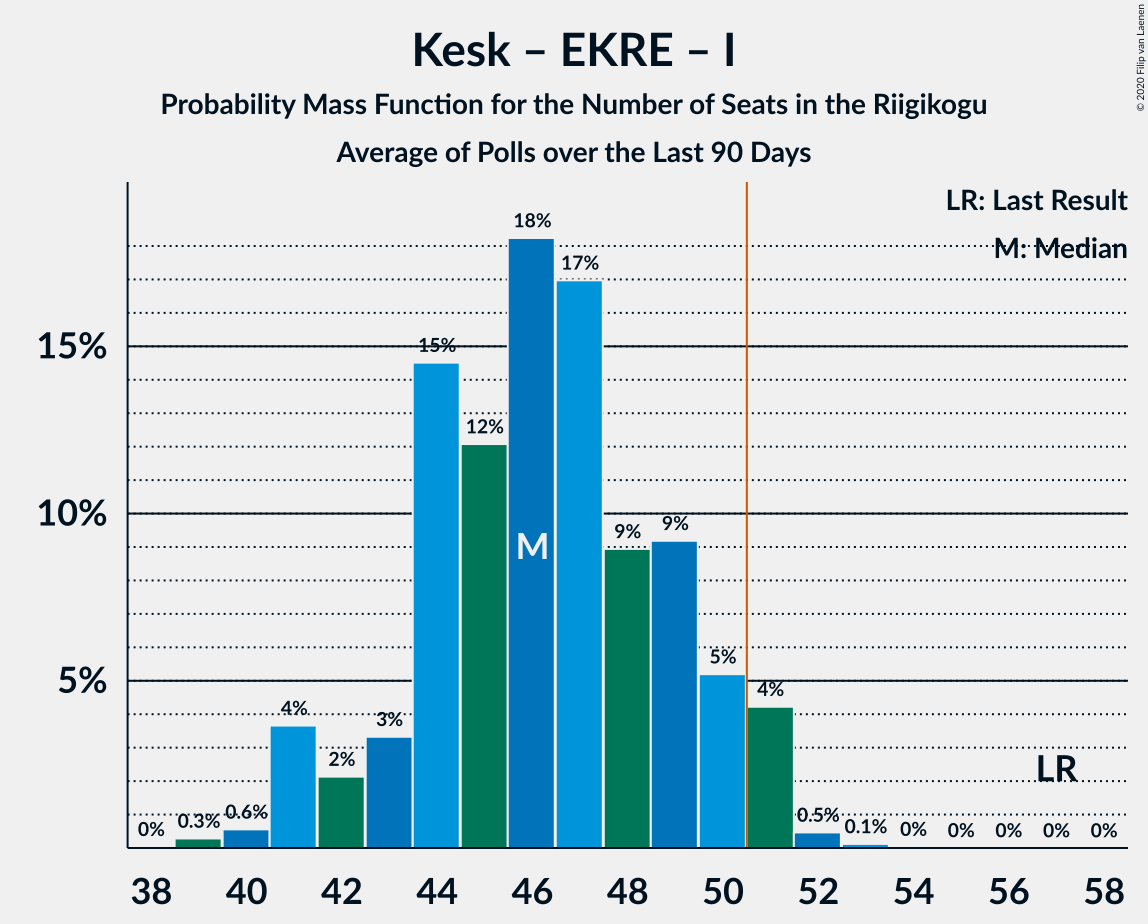 Kesk – EKRE – I
Probability Mass Function for the Number of Seats in the Riigikogu
Average of Polls over the Last 90 Days
© 2020 Filip van Laenen
LR: Last Result
M: Median
15%
10%
5%
0%
0.3%
0.6%
4%
2%
3%
15%
12%
18%
17%
9%
9%
5%
4%
0.5%
0.1%
0%
0%
0%
0%
0%
M
LR
38 40 42 44 46 48 50 52 54 56 58